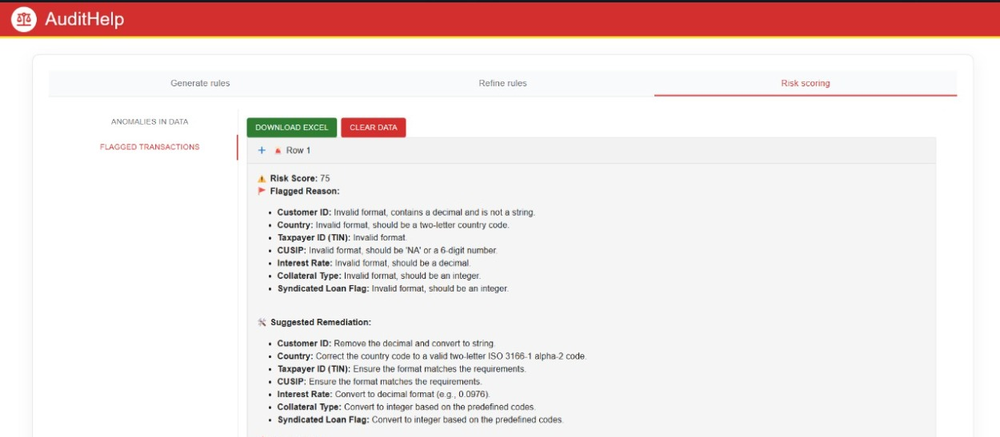 AuditHelp
Generate rules
Refine rules
Risk scoring
ANOMALIES IN DATA
FLAGGED TRANSACTIONS
DOWNLOAD EXCEL
CLEAR DATA
Row 1
Risk Score: 75
Flagged Reason:
Customer ID: Invalid format, contains a decimal and is not a string.
Country: Invalid format, should be a two-letter country code.
Taxpayer ID (TIN): Invalid format.
CUSIP: Invalid format, should be 'NA' or a 6-digit number.
Interest Rate: Invalid format, should be a decimal.
Collateral Type: Invalid format, should be an integer.
Syndicated Loan Flag: Invalid format, should be an integer.
Suggested Remediation:
Customer ID: Remove the decimal and convert to string.
Country: Correct the country code to a valid two-letter ISO 3166-1 alpha-2 code.
Taxpayer ID (TIN): Ensure the format matches the requirements.
CUSIP: Ensure the format matches the requirements.
Interest Rate: Convert to decimal format (e.g., 0.0976).
Collateral Type: Convert to integer based on the predefined codes.
Syndicated Loan Flag: Convert to integer based on the predefined codes.